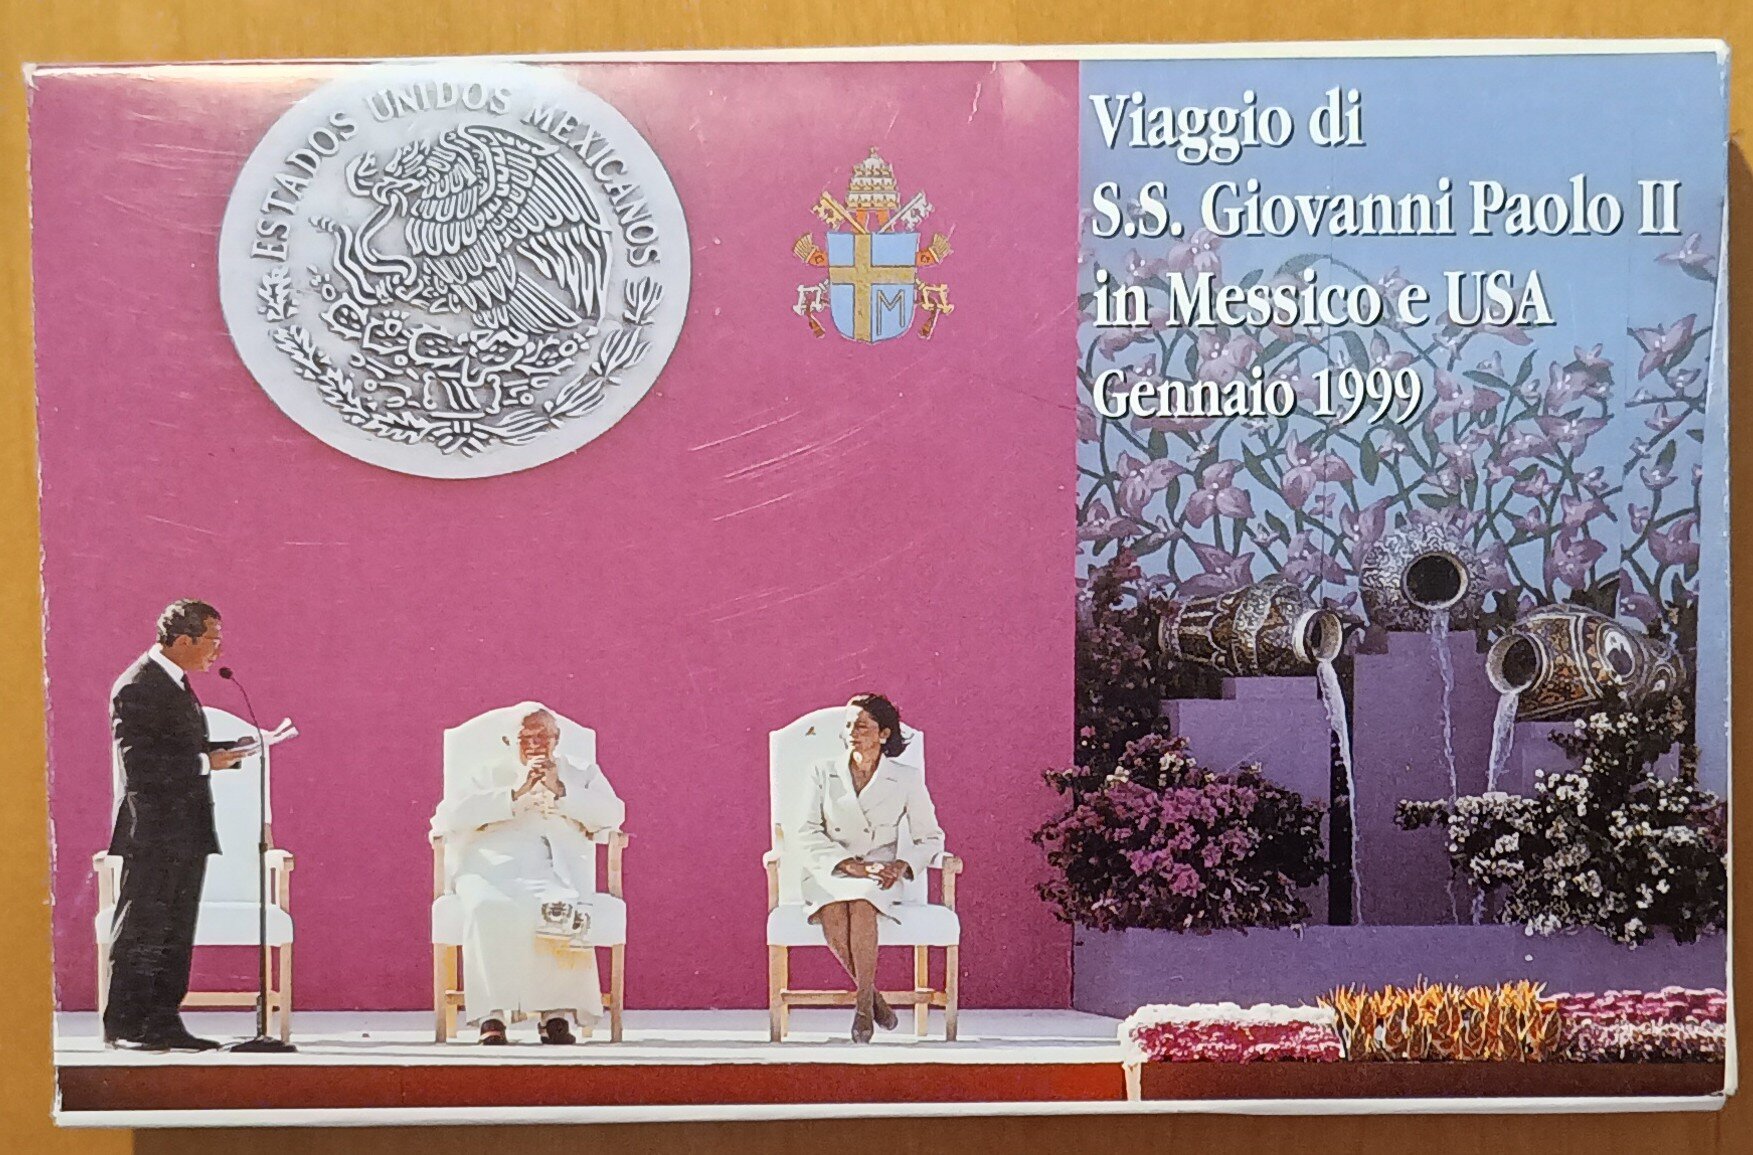 ESTADOS UNIDOS MEXICANOS
Viaggio di
S.S. Giovanni Paolo II
in Messico e USA
Gennaio 1999
M